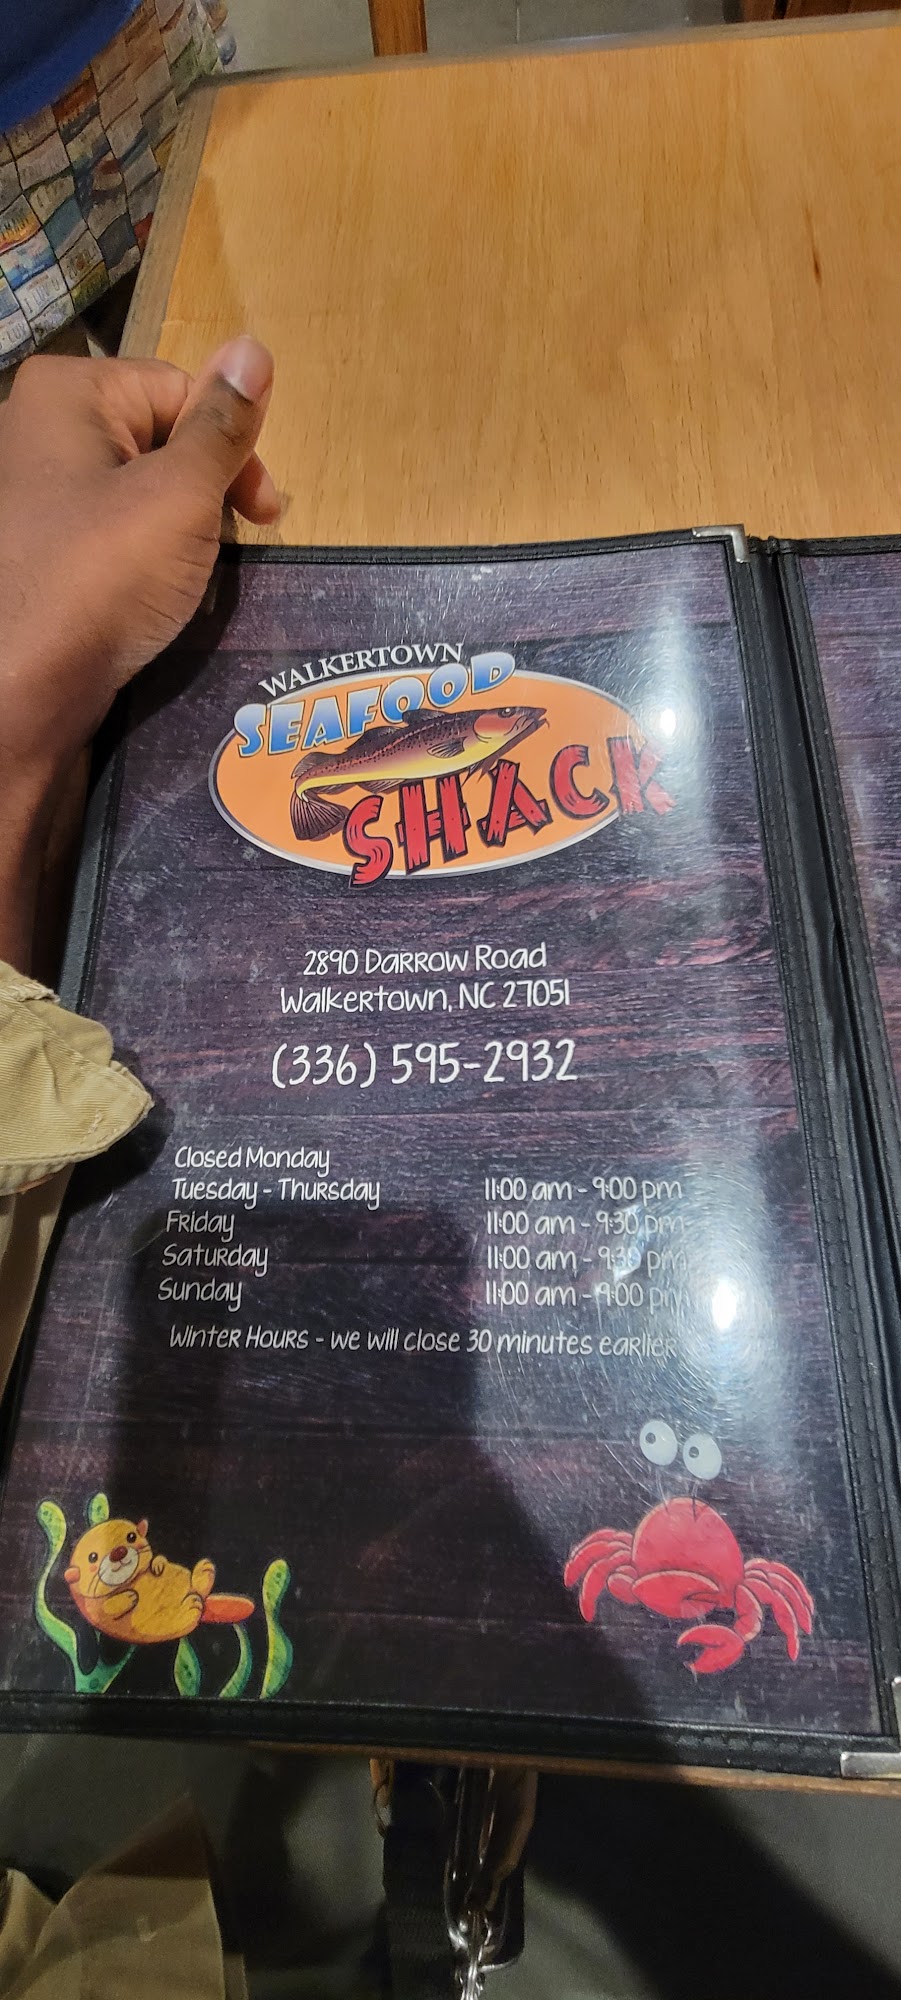 WALKERTOWN
SEAFOOD
SHACK
2890 Darrow Road
Walkertown, NC 27051
(336) 595-2932
Closed Monday
Tuesday - Thursday 11:00 am - 9:00 pm
Friday 11:00 am - 9:30 pm
Saturday 11:00 am - 9:30 pm
Sunday 11:00 am - 9:00 pm
Winter Hours - we will close 30 minutes earlier